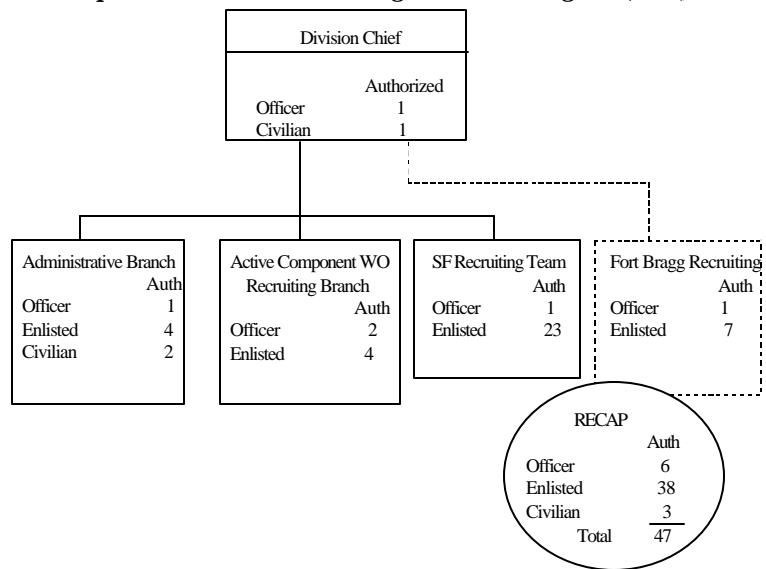 Division Chief
Authorized
Officer 1
Civilian 1
Administrative Branch
Auth
Officer 1
Enlisted 4
Civilian 2
Active Component WO
Recruiting Branch
Auth
Officer 2
Enlisted 4
SF Recruiting Team
Auth
Officer 1
Enlisted 23
Fort Bragg Recruiting
Auth
Officer 1
Enlisted 7
RECAP
Auth
Officer 6
Enlisted 38
Civilian 3
Total 47